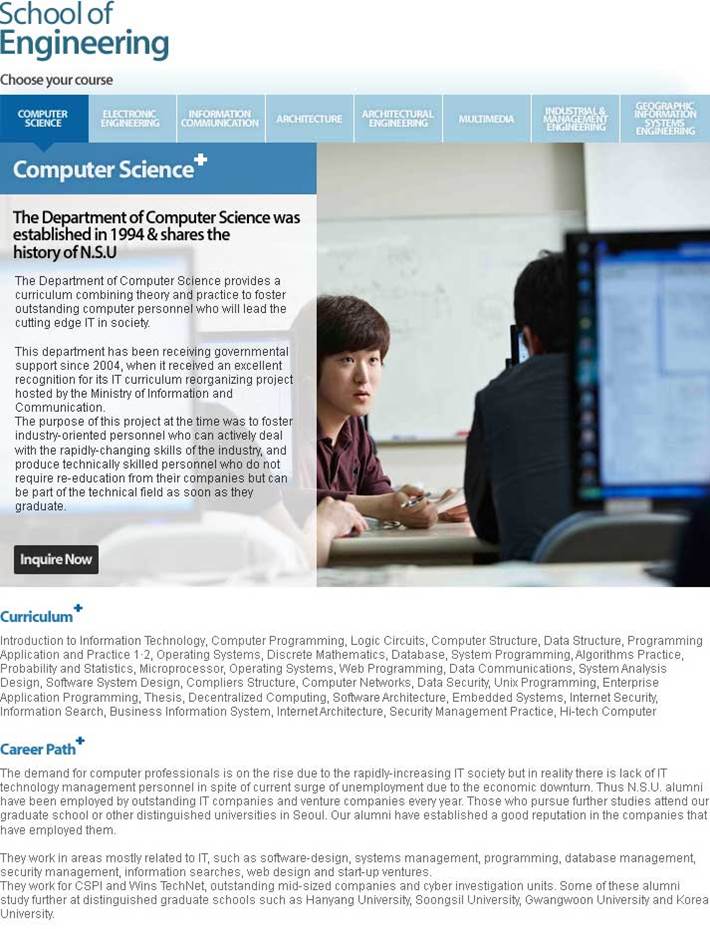 School of
Engineering
Choose your course
COMPUTER
SCIENCE
ELECTRONIC
ENGINEERING
INFORMATION
COMMUNICATION
ARCHITECTURE
ARCHITECTURAL
ENGINEERING
MULTIMEDIA
INDUSTRIAL &
MANAGEMENT
ENGINEERING
GEOGRAPHIC
INFORMATION
SYSTEMS
ENGINEERING
Computer Science+
The Department of Computer Science was
established in 1994 & shares the
history of N.S.U
The Department of Computer Science provides a
curriculum combining theory and practice to foster
outstanding computer personnel who will lead the
cutting edge IT in society.
This department has been receiving governmental
support since 2004, when it received an excellent
recognition for its IT curriculum reorganizing project
hosted by the Ministry of Information and
Communication.
The purpose of this project at the time was to foster
industry-oriented personnel who can actively deal
with the rapidly-changing skills of the industry, and
produce technically skilled personnel who do not
require re-education from their companies but can
be part of the technical field as soon as they
graduate.
Inquire Now
Curriculum+
Introduction to Information Technology, Computer Programming, Logic Circuits, Computer Structure, Data Structure, Programming
Application and Practice 1·2, Operating Systems, Discrete Mathematics, Database, System Programming, Algorithms Practice,
Probability and Statistics, Microprocessor, Operating Systems, Web Programming, Data Communications, System Analysis
Design, Software System Design, Compliers Structure, Computer Networks, Data Security, Unix Programming, Enterprise
Application Programming, Thesis, Decentralized Computing, Software Architecture, Embedded Systems, Internet Security,
Information Search, Business Information System, Internet Architecture, Security Management Practice, Hi-tech Computer
Career Path+
The demand for computer professionals is on the rise due to the rapidly-increasing IT society but in reality there is lack of IT
technology management personnel in spite of current surge of unemployment due to the economic downturn. Thus N.S.U. alumni
have been employed by outstanding IT companies and venture companies every year. Those who pursue further studies attend our
graduate school or other distinguished universities in Seoul. Our alumni have established a good reputation in the companies that
have employed them.
They work in areas mostly related to IT, such as software-design, systems management, programming, database management,
security management, information searches, web design and start-up ventures.
They work for CSPI and Wins TechNet, outstanding mid-sized companies and cyber investigation units. Some of these alumni
study further at distinguished graduate schools such as Hanyang University, Soongsil University, Gwangwoon University and Korea
University.